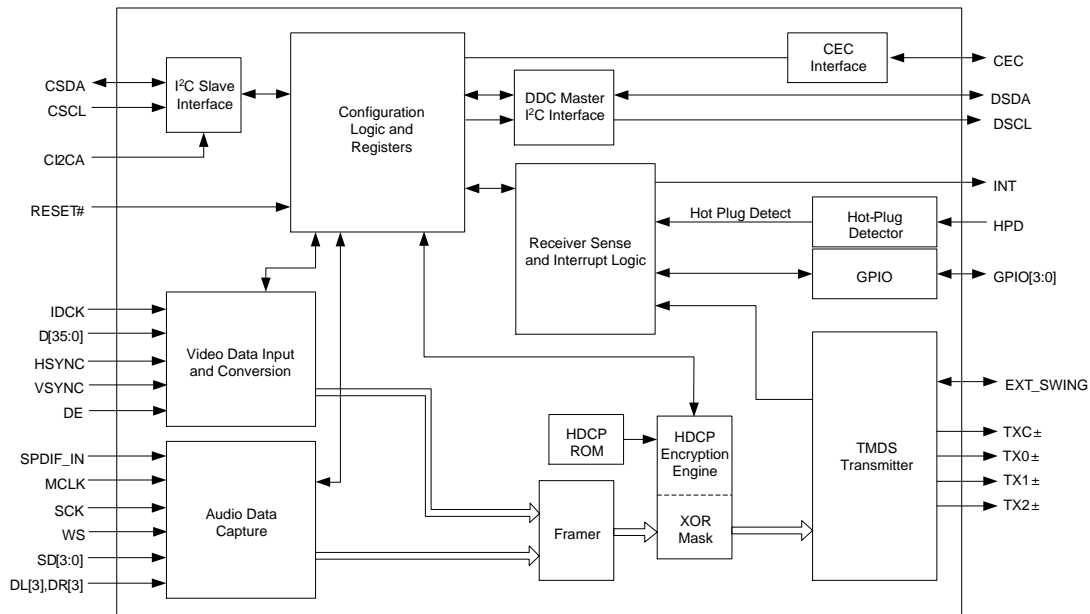 CSDA
CSCL
CI2CA
RESET#
I²C Slave
Interface
Configuration
Logic and
Registers
CEC
Interface
CEC
DDC Master
I²C Interface
DSDA
DSCL
Receiver Sense
and Interrupt Logic
INT
Hot Plug Detect
Hot-Plug
Detector
HPD
GPIO
GPIO[3:0]
IDCK
D[35:0]
HSYNC
VSYNC
DE
Video Data Input
and Conversion
SPDIF_IN
MCLK
SCK
WS
SD[3:0]
DL[3],DR[3]
Audio Data
Capture
HDCP
ROM
HDCP
Encryption
Engine
XOR
Mask
Framer
TMDS
Transmitter
EXT_SWING
TXC±
TX0±
TX1±
TX2±